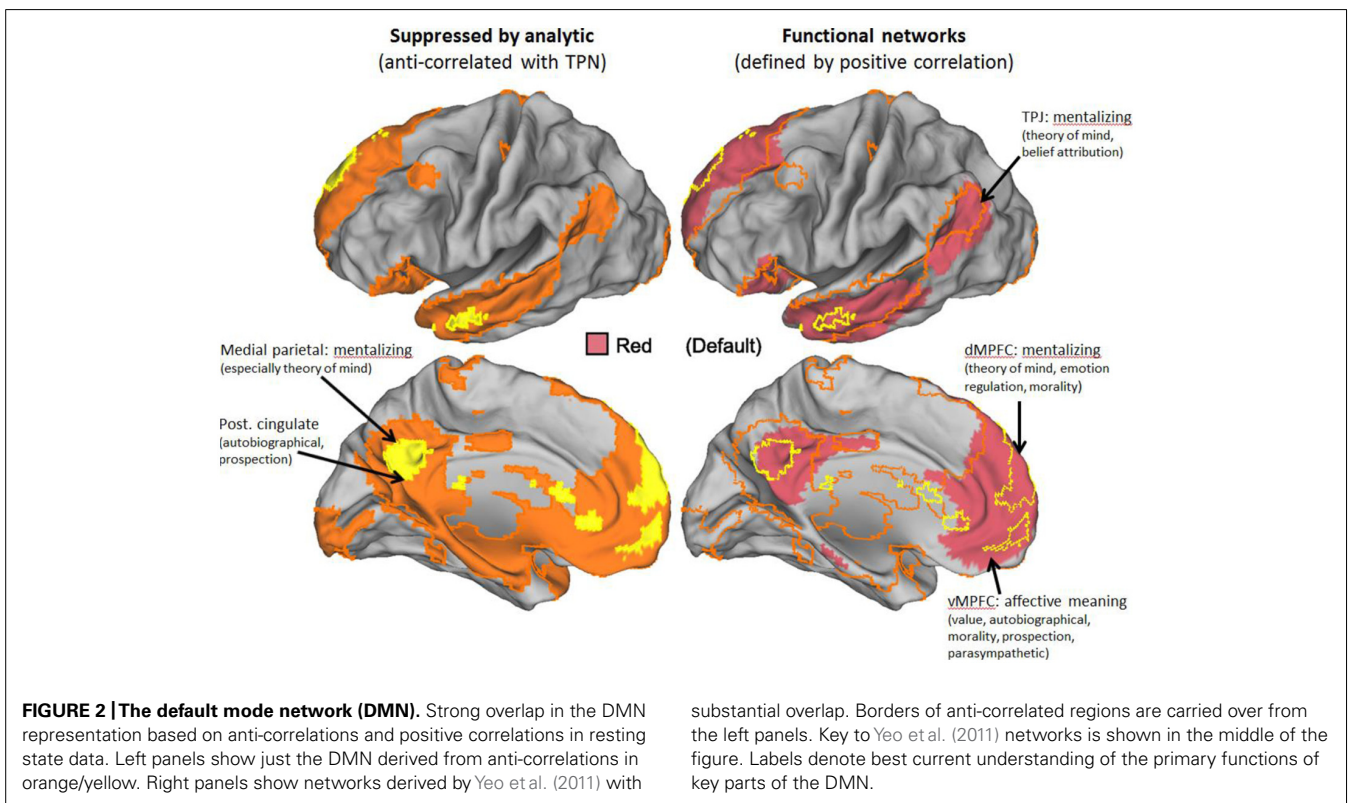 Suppressed by analytic
(anti-correlated with TPN)
Functional networks
(defined by positive correlation)
TPJ: mentalizing
(theory of mind,
belief attribution)
Red (Default)
Medial parietal: mentalizing
(especially theory of mind)
Post. cingulate
(autobiographical,
prospection)
dMPFC: mentalizing
(theory of mind, emotion
regulation, morality)
vMPFC: affective meaning
(value, autobiographical,
morality, prospection,
parasympathetic)
FIGURE 2 | The default mode network (DMN). Strong overlap in the DMN
representation based on anti-correlations and positive correlations in resting
state data. Left panels show just the DMN derived from anti-correlations in
orange/yellow. Right panels show networks derived by Yeo et al. (2011) with
substantial overlap. Borders of anti-correlated regions are carried over from
the left panels. Key to Yeo et al. (2011) networks is shown in the middle of the
figure. Labels denote best current understanding of the primary functions of
key parts of the DMN.